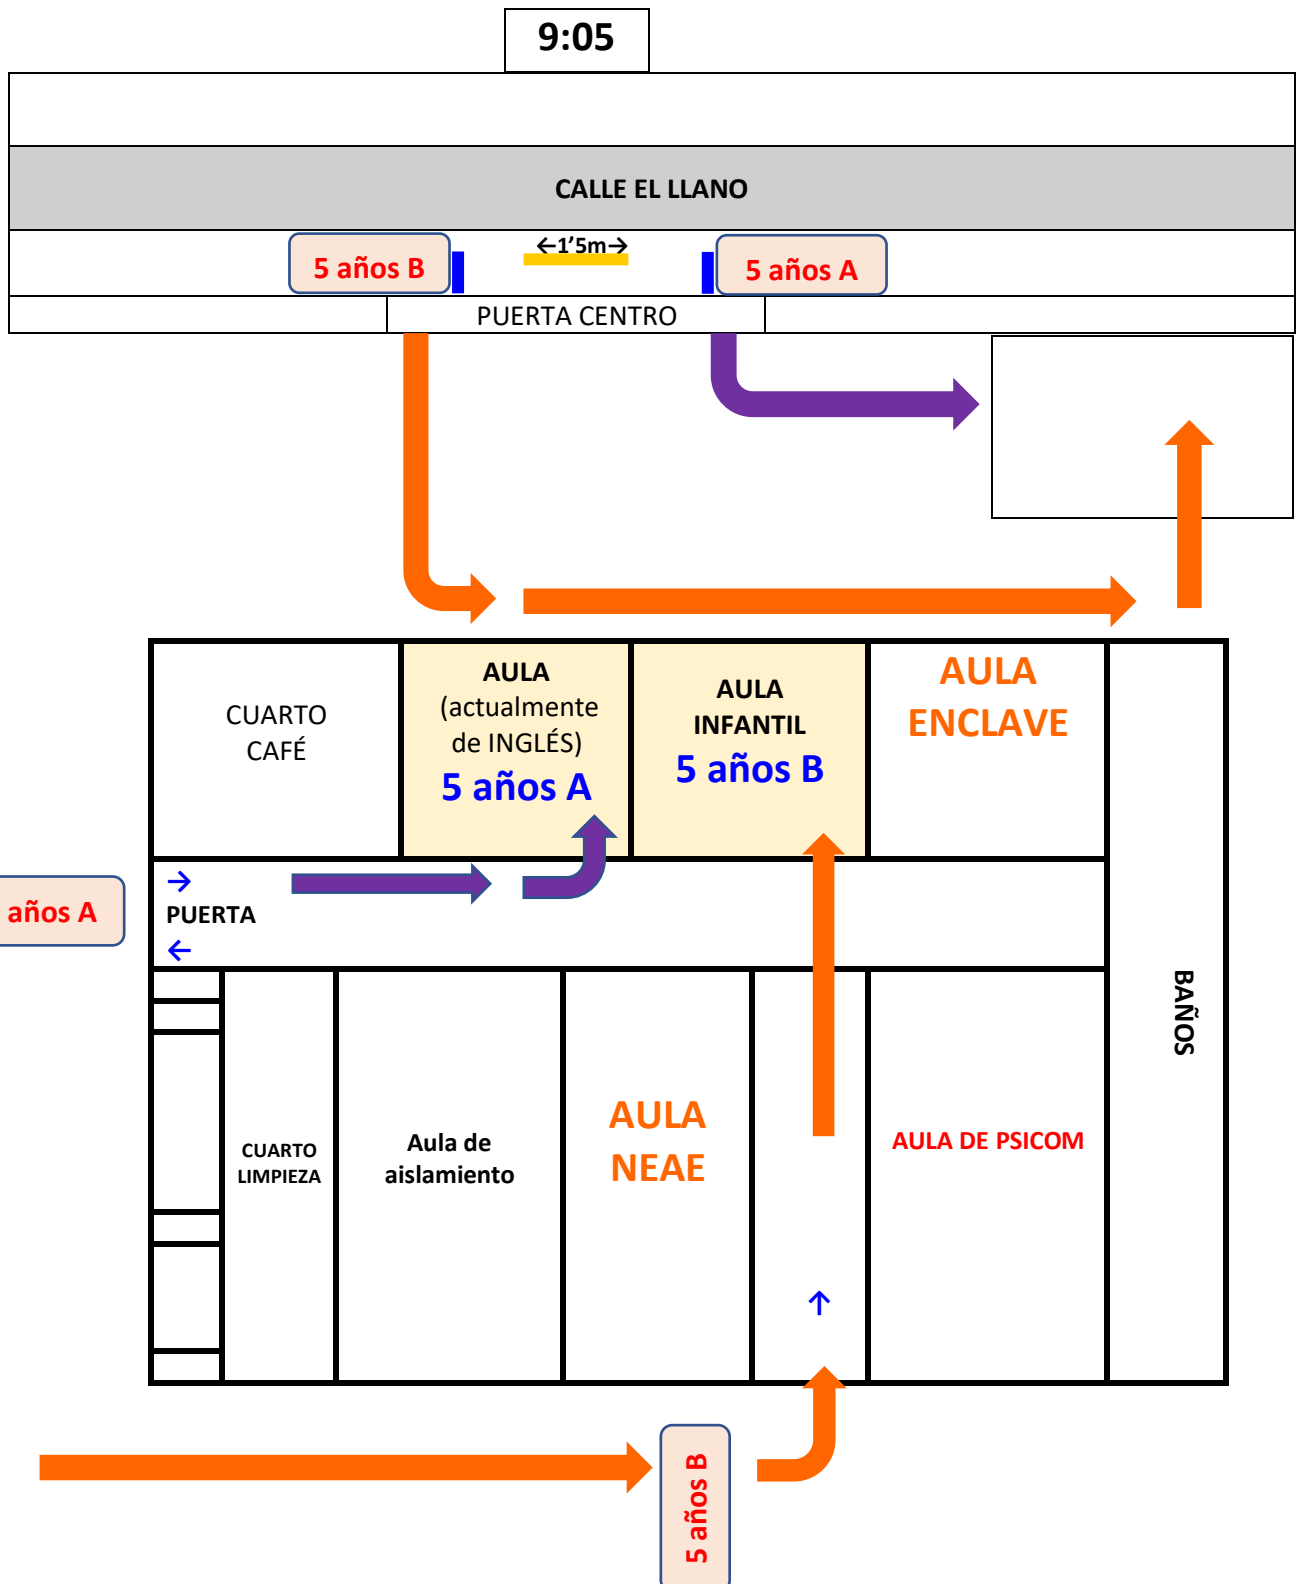 9:05
CALLE EL LLANO
←1'5m→
5 años B
5 años A
PUERTA CENTRO
CUARTO
CAFÉ
AULA
(actualmente
de INGLÉS)
5 años A
AULA
INFANTIL
5 años B
AULA
ENCLAVE
→
PUERTA
←
años A
BAÑOS
CUARTO
LIMPIEZA
Aula de
aislamiento
AULA
NEAE
↑
AULA DE PSICOM
5 años B